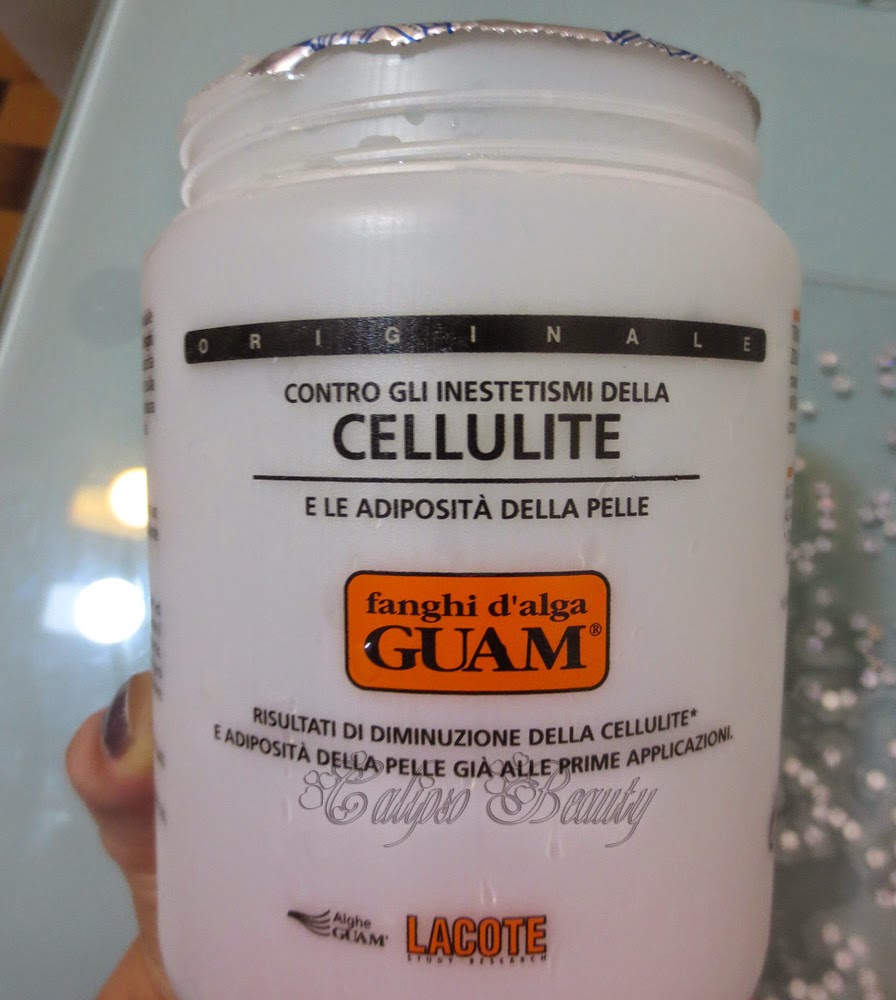 ORIGINALE
CONTRO GLI INESTETISMI DELLA
CELLULITE
E LE ADIPOSITÀ DELLA PELLE
fanghi d'alga
GUAM®
RISULTATI DI DIMINUZIONE DELLA CELLULITE*
E ADIPOSITÀ DELLA PELLE GIÀ ALLE PRIME APPLICAZIONI.
Calipso Beauty
Alghe
GUAM®
LACOTE
STUDY RESEARCH